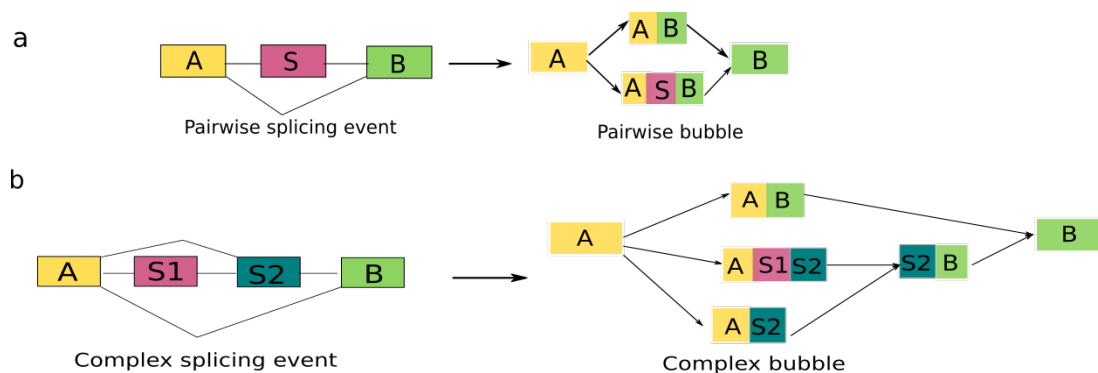 a
A S B
A
A B
A S B
B
Pairwise splicing event
Pairwise bubble
b
A S1 S2 B
A
A B
A S1 S2
A S2
S2 B
B
Complex splicing event
Complex bubble